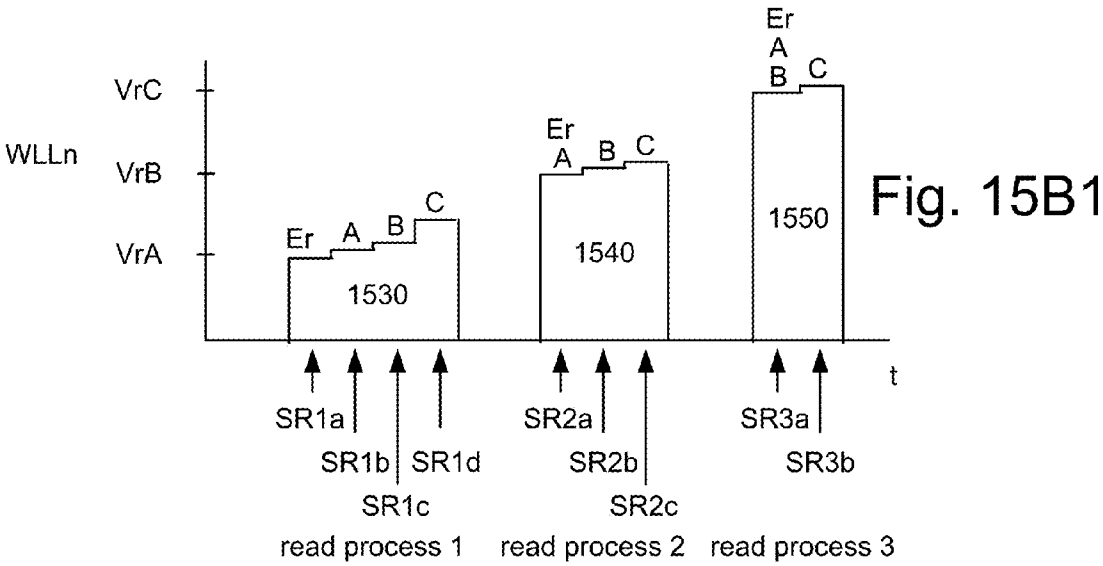 Er
A
VrC
B
C
Er
WLLn
VrB
A
B
C
Fig. 15B1
1550
C
Er
A
B
1540
VrA
1530
t
SR1a
SR2a
SR3a
SR1b
SR1d
SR2b
SR3b
SR1c
SR2c
read process 1
read process 2
read process 3